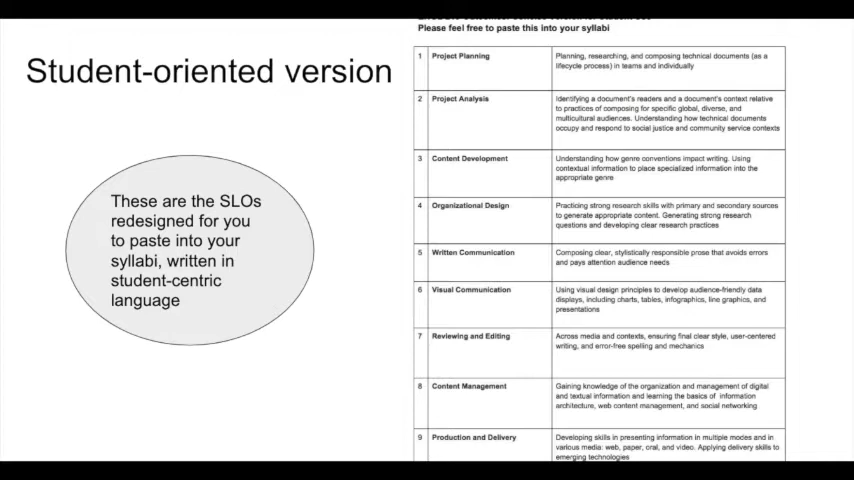 Student-oriented version
These are the SLOs
redesigned for you
to paste into your
syllabi, written in
student-centric
language
Please feel free to paste this into your syllabi
1 Project Planning Planning, researching, and composing technical documents (as a
lifecycle process) in teams and individually
2 Project Analysis Identifying a document's readers and a document's context relative
to practices of composing for specific global, diverse, and
multicultural audiences. Understanding how technical documents
occupy and respond to social justice and community service contexts
3 Content Development Understanding how genre conventions impact writing. Using
contextual information to place specialized information into the
appropriate genre
4 Organizational Design Practicing strong research skills with primary and secondary sources
to generate appropriate content. Generating strong research
questions and developing clear research practices
5 Written Communication Composing clear, stylistically responsible prose that avoids errors
and pays attention audience needs
6 Visual Communication Using visual design principles to develop audience-friendly data
displays, including charts, tables, infographics, line graphics, and
presentations
7 Reviewing and Editing Across media and contexts, ensuring final clear style, user-centered
writing, and error-free spelling and mechanics
8 Content Management Gaining knowledge of the organization and management of digital
and textual information and learning the basics of information
architecture, web content management, and social networking
9 Production and Delivery Developing skills in presenting information in multiple modes and in
various media: web, paper, oral, and video. Applying delivery skills to
emerging technologies